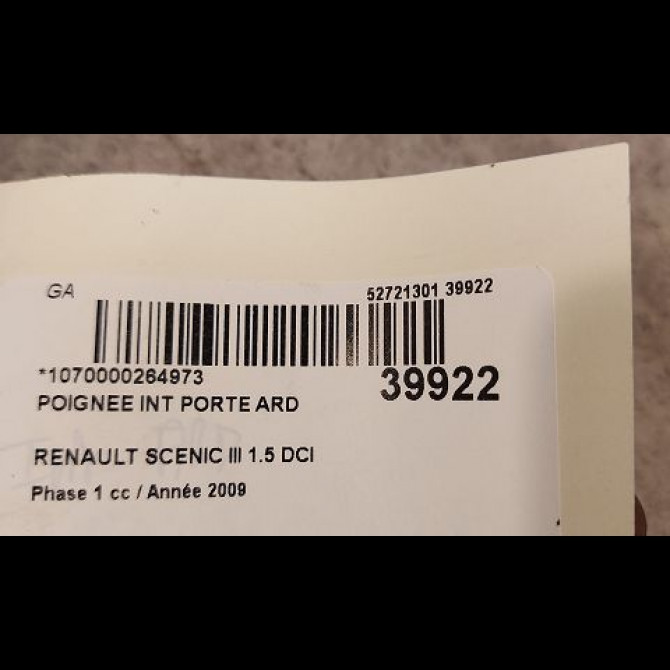 GA
52721301 39922
*1070000264973
39922
POIGNEE INT PORTE ARD
RENAULT SCENIC III 1.5 DCI
Phase 1 cc / Année 2009